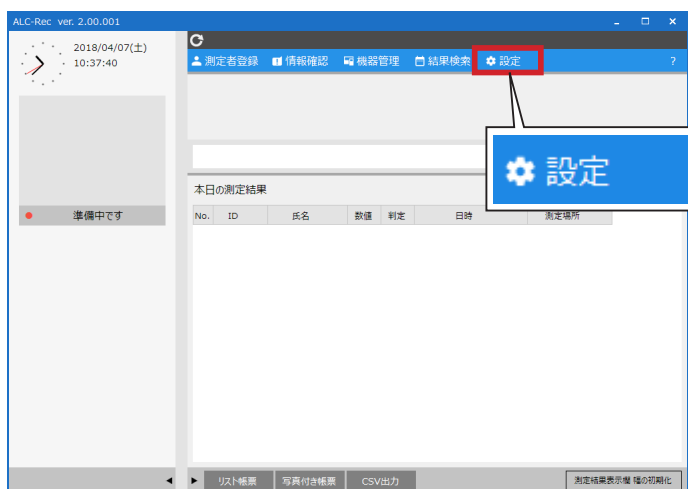 ALC-Rec ver. 2.00.001
2018/04/07(土)
10:37:40
測定者登録 情報確認 機器管理 結果検索 設定 ?
設定
本日の測定結果
準備中です
No. ID 氏名 数値 判定 日時 測定場所
リスト帳票 写真付き帳票 CSV出力 測定結果表示欄 幅の初期化